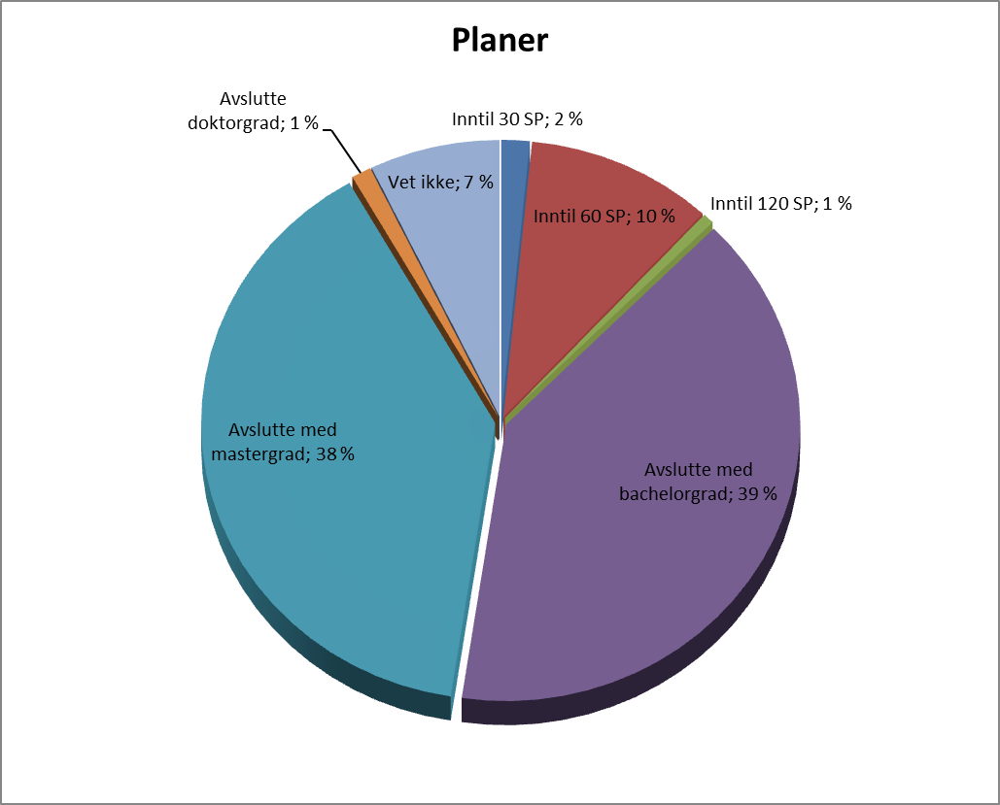 Planer
Avslutte
doktorgrad; 1 %
Inntil 30 SP; 2 %
Vet ikke; 7 %
Inntil 60 SP; 10 %
Inntil 120 SP; 1 %
Avslutte med
mastergrad; 38 %
Avslutte med
bachelorgrad; 39 %